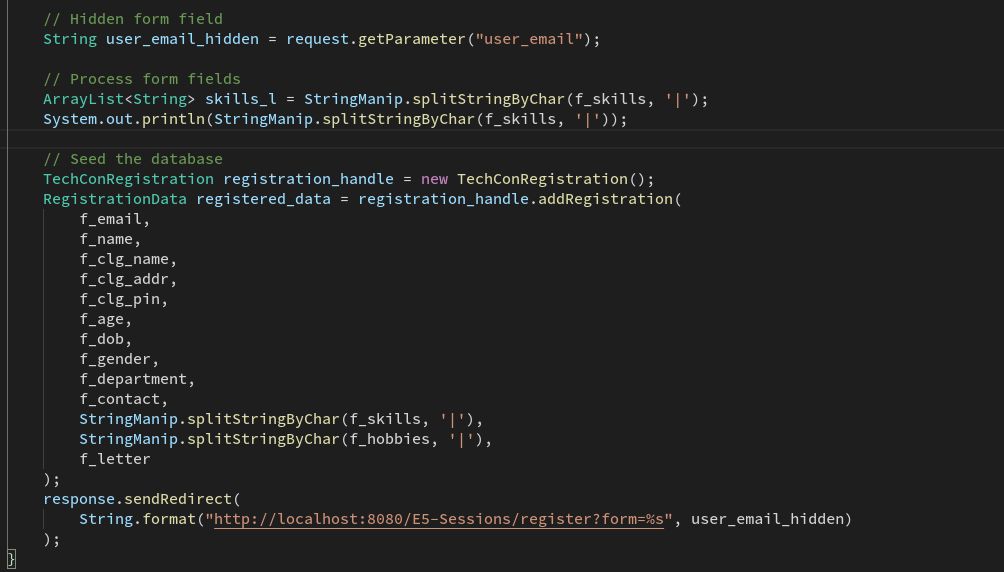 // Hidden form field
String user_email_hidden = request.getParameter("user_email");
// Process form fields
ArrayList<String> skills_l = StringManip.splitStringByChar(f_skills, '|');
System.out.println(StringManip.splitStringByChar(f_skills, '|'));
// Seed the database
TechConRegistration registration_handle = new TechConRegistration();
RegistrationData registered_data = registration_handle.addRegistration(
f_email,
f_name,
f_clg_name,
f_clg_addr,
f_clg_pin,
f_age,
f_dob,
f_gender,
f_department,
f_contact,
StringManip.splitStringByChar(f_skills, '|'),
StringManip.splitStringByChar(f_hobbies, '|'),
f_letter
);
response.sendRedirect(
String.format("http://localhost:8080/E5-Sessions/register?form=%s", user_email_hidden)
);
}